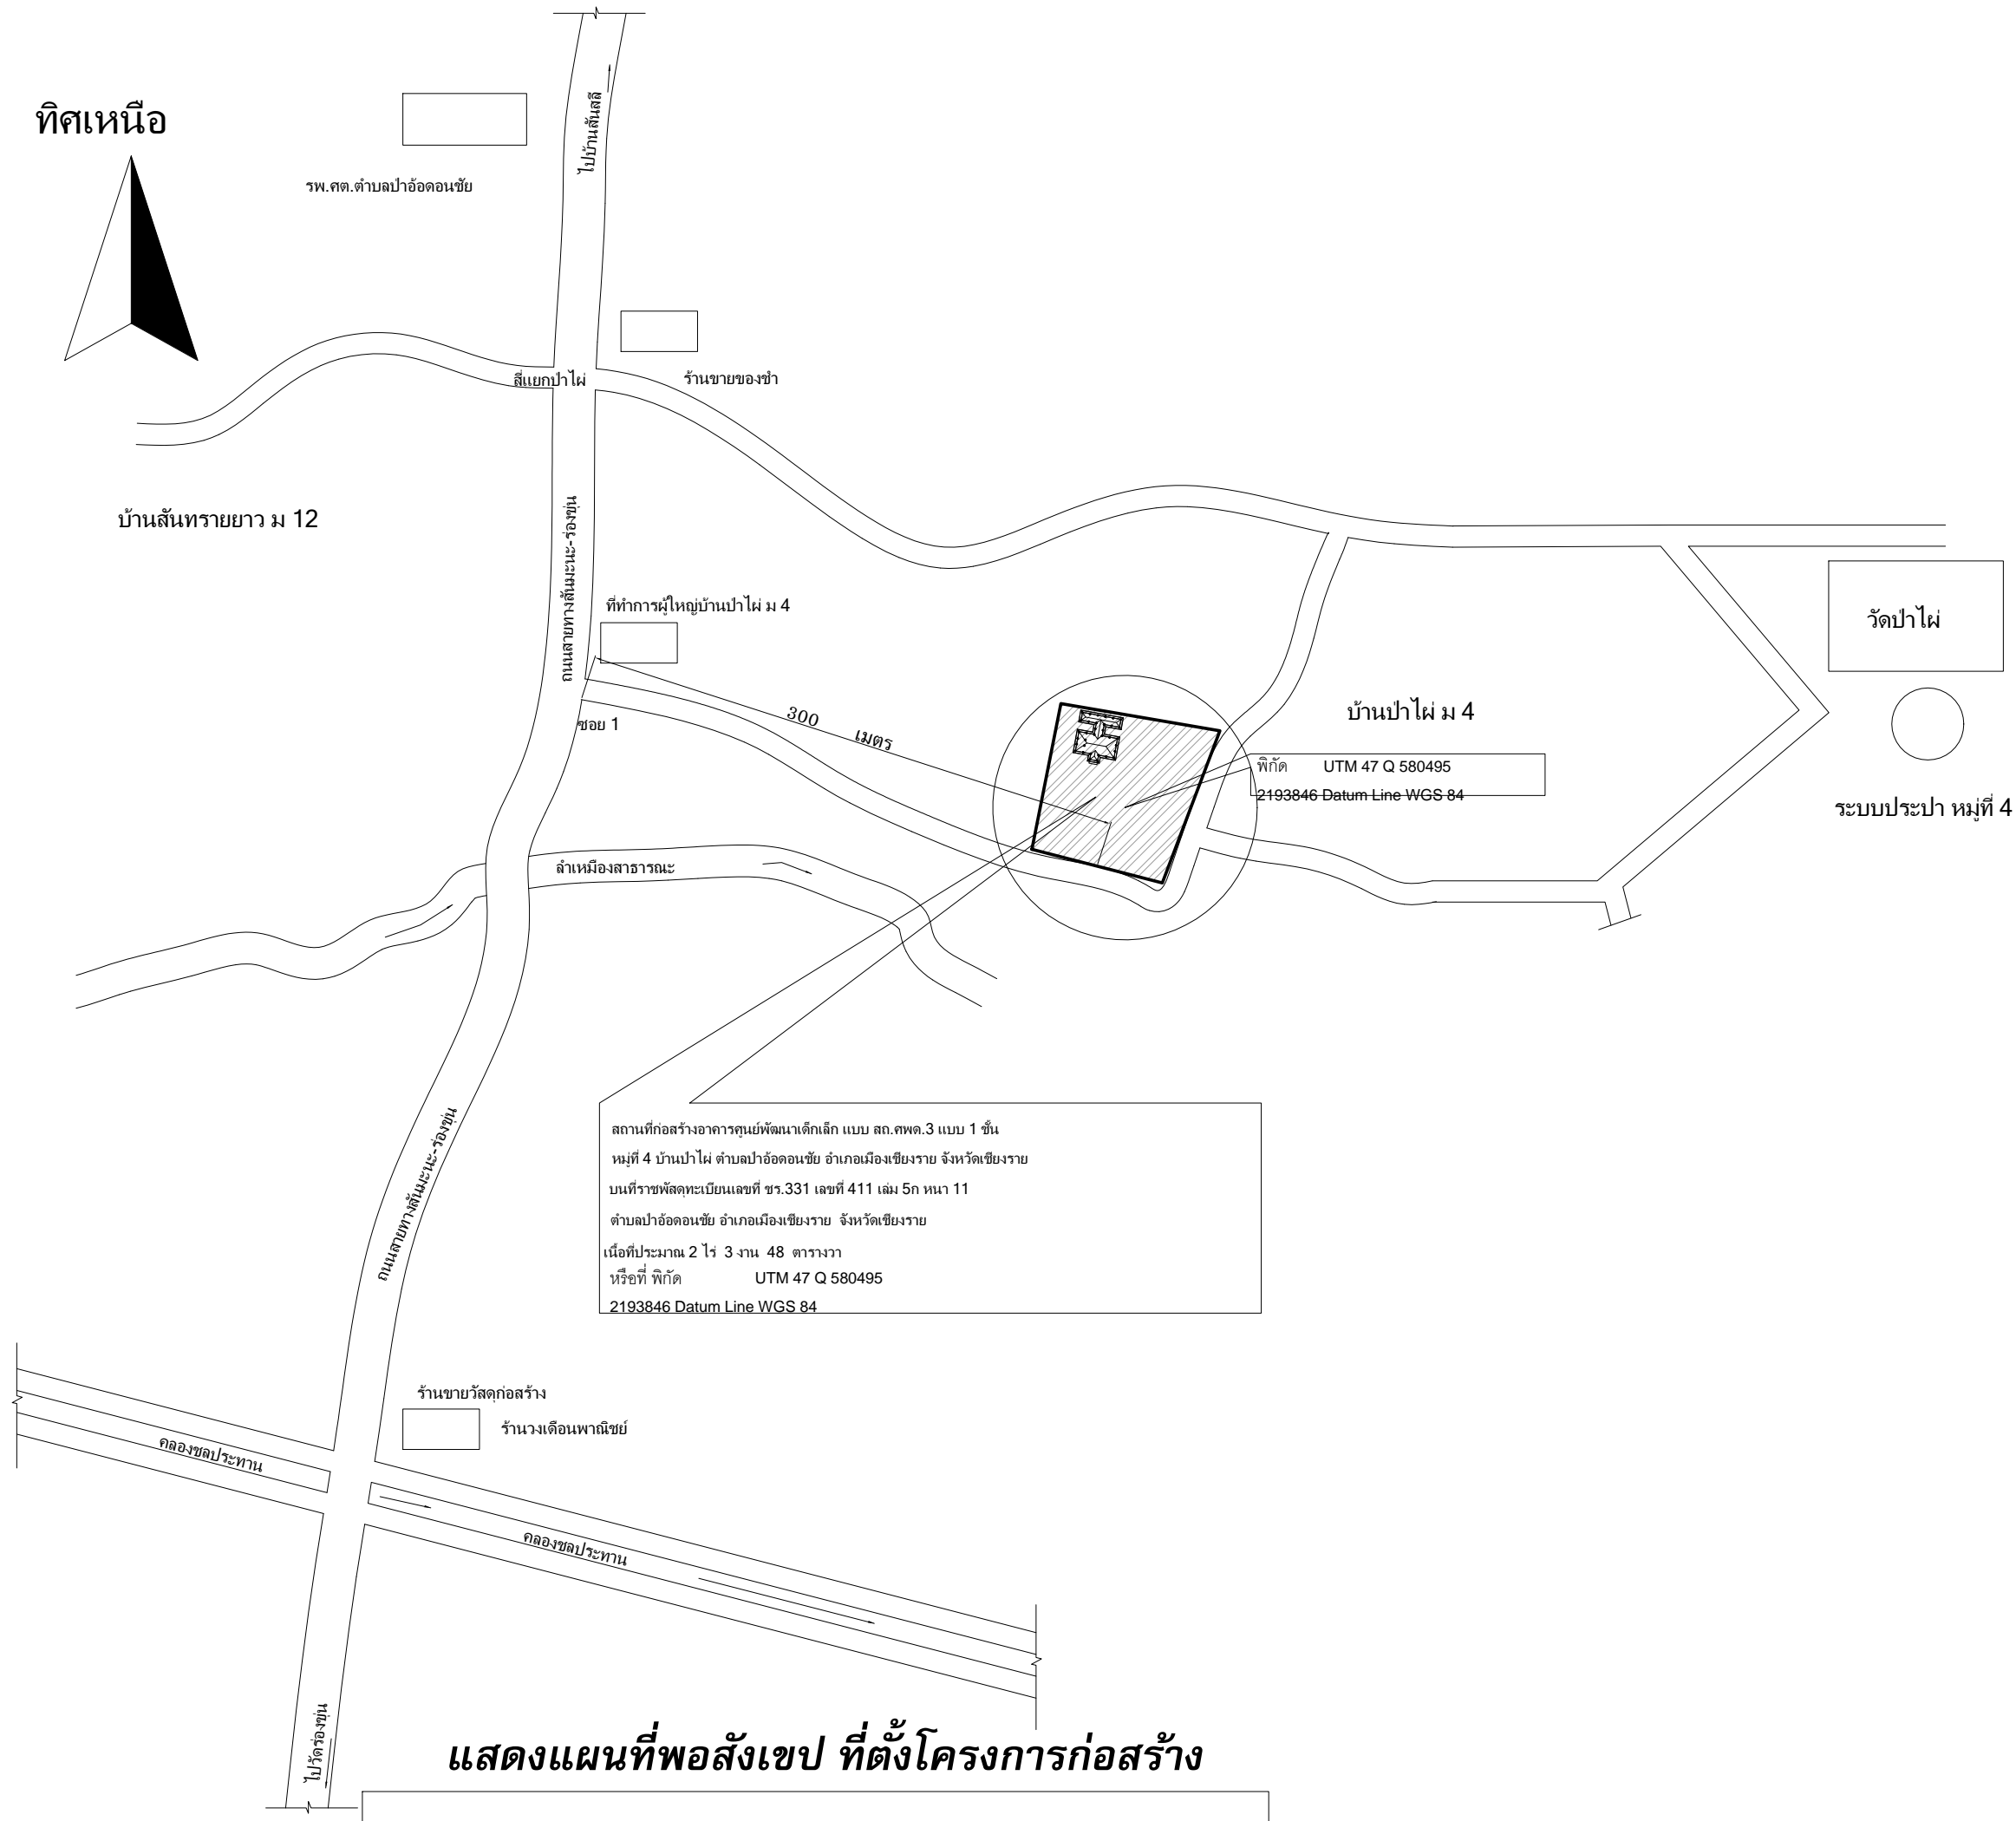 ไปบ้านสันสลี
ทิศเหนือ
รพ.ศต.ตำบลป่าอ้อดอนชัย
สี่แยกป่าไผ่
ร้านขายของชำ
บ้านสันทรายยาว ม 12
ถนนสายทางสันมะนะ-ร่องขุ่น
ที่ทำการผู้ใหญ่บ้านป่าไผ่ ม 4
วัดป่าไผ่
ซอย 1
300 เมตร
บ้านป่าไผ่ ม 4
พิกัด UTM 47 Q 580495
2193846 Datum Line WGS 84
ระบบประปา หมู่ที่ 4
ลำเหมืองสาธารณะ
สถานที่ก่อสร้างอาคารศูนย์พัฒนาเด็กเล็ก แบบ สถ.ศพด.3 แบบ 1 ชั้น
หมู่ที่ 4 บ้านป่าไผ่ ตำบลป่าอ้อดอนชัย อำเภอเมืองเชียงราย จังหวัดเชียงราย
บนที่ราชพัสดุทะเบียนเลขที่ ชร.331 เลขที่ 411 เล่ม 5ก หนา 11
ตำบลป่าอ้อดอนชัย อำเภอเมืองเชียงราย จังหวัดเชียงราย
เนื้อที่ประมาณ 2 ไร่ 3 งาน 48 ตารางวา
หรือที่ พิกัด UTM 47 Q 580495
2193846 Datum Line WGS 84
ถนนสายทางสันมะนะ-ร่องขุ่น
ร้านขายวัสดุก่อสร้าง
ร้านวงเดือนพาณิชย์
คลองชลประทาน
คลองชลประทาน
ไปวัดร่องขุ่น
แสดงแผนที่พอสังเขป ที่ตั้งโครงการก่อสร้าง